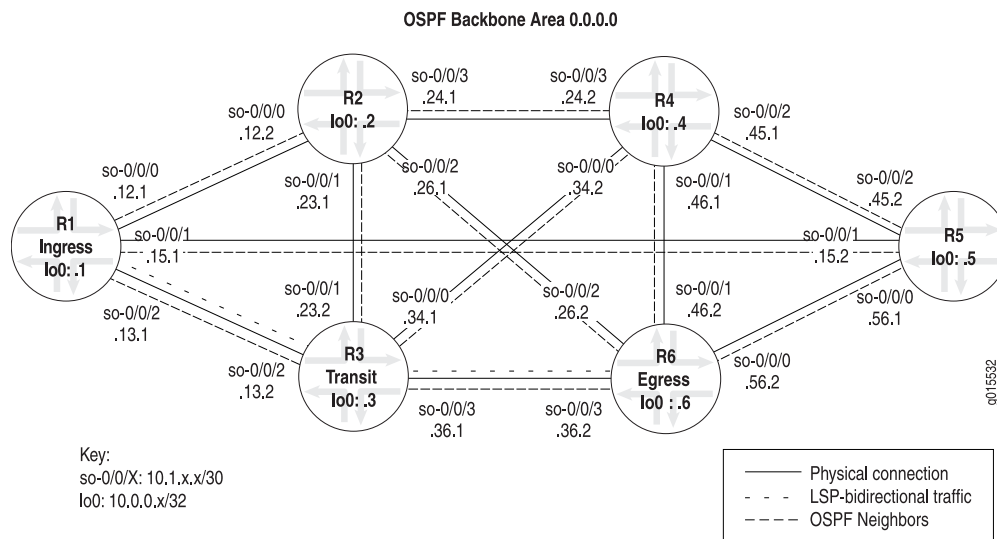 OSPF Backbone Area 0.0.0.0
R2
lo0: .2
so-0/0/3
.24.1
so-0/0/3
.24.2
R4
lo0: .4
so-0/0/0
.12.2
so-0/0/2
.45.1
so-0/0/0
.12.1
so-0/0/1
.23.1
so-0/0/2
.26.1
so-0/0/0
.34.2
so-0/0/1
.46.1
so-0/0/2
.45.2
R1
Ingress
lo0: .1
so-0/0/1
.15.1
so-0/0/1
.15.2
R5
lo0: .5
so-0/0/2
.13.1
so-0/0/1
.23.2
so-0/0/0
.34.1
so-0/0/2
.26.2
so-0/0/1
.46.2
so-0/0/0
.56.1
so-0/0/2
.13.2
R3
Transit
lo0: .3
R6
Egress
lo0 : .6
so-0/0/0
.56.2
so-0/0/3
.36.1
so-0/0/3
.36.2
g015532
Key:
so-0/0/X: 10.1.x.x/30
lo0: 10.0.0.x/32
Physical connection
LSP-bidirectional traffic
OSPF Neighbors